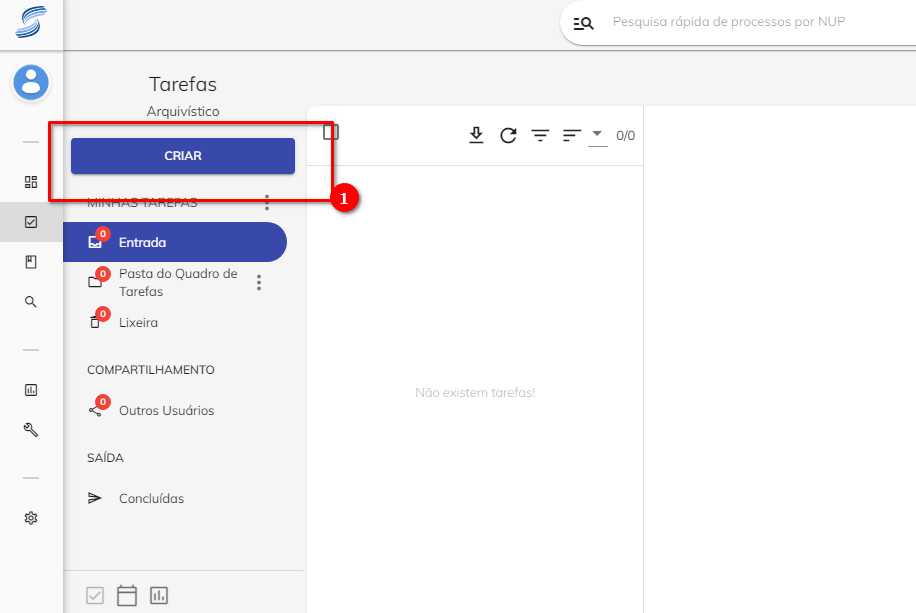 Pesquisa rápida de processos por NUP
Tarefas
Arquivístico
CRIAR
0/0
1
MINHAS TAREFAS
0
Entrada
0
Pasta do Quadro de
Tarefas
0
Lixeira
COMPARTILHAMENTO
Não existem tarefas!
0
Outros Usuários
SAÍDA
Concluídas